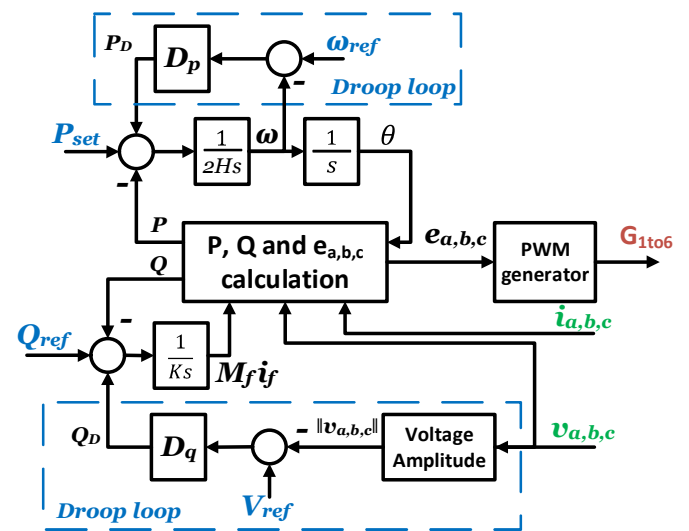 P_D
D_p
ω_ref
-
Droop loop
P_set
1
2Hs
ω
1
s
θ
-
P
P, Q and e_a,b,c
calculation
e_a,b,c
PWM
generator
G_1to6
Q
-
i_a,b,c
Q_ref
1
Ks
M_f i_f
Q_D
D_q
-
‖v_a,b,c‖
Voltage
Amplitude
v_a,b,c
V_ref
Droop loop